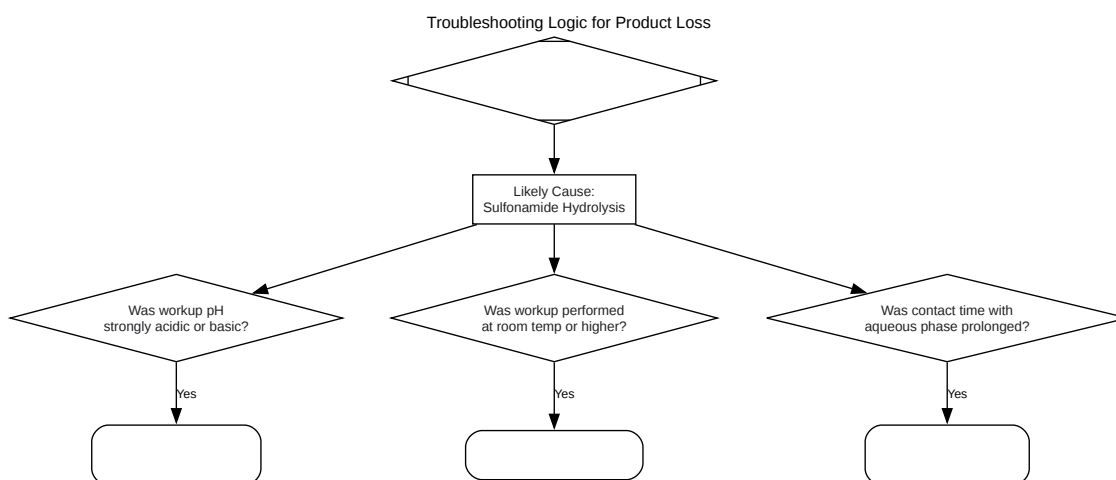 Troubleshooting Logic for Product Loss
Likely Cause:
Sulfonamide Hydrolysis
Was workup pH
strongly acidic or basic?
Was workup performed
at room temp or higher?
Was contact time with
aqueous phase prolonged?
Yes
Yes
Yes